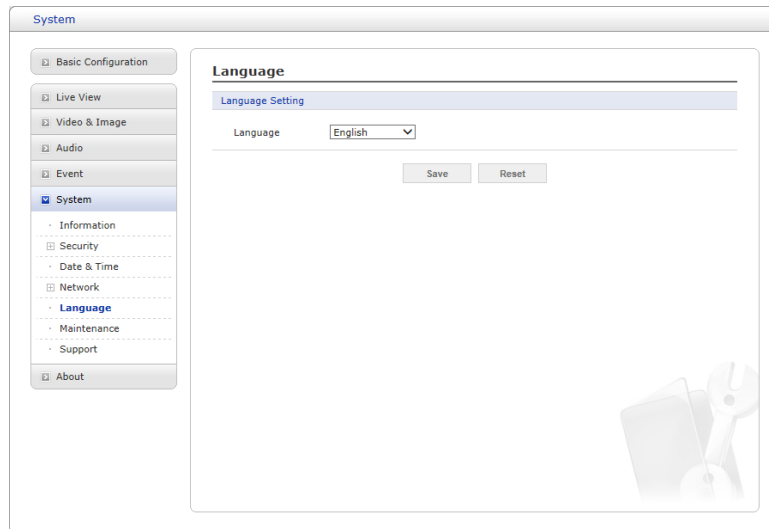 System
Basic Configuration
Live View
Video & Image
Audio
Event
System
Information
Security
Date & Time
Network
Language
Maintenance
Support
About
Language
Language Setting
Language English
Save Reset